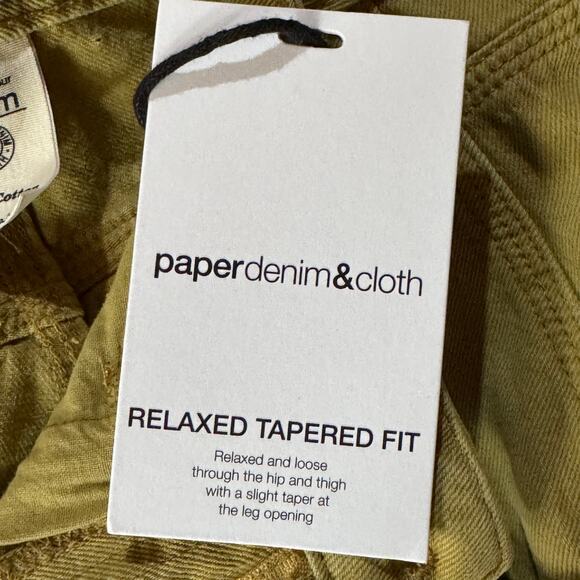 paperdenim&cloth
RELAXED TAPERED FIT
Relaxed and loose
through the hip and thigh
with a slight taper at
the leg opening